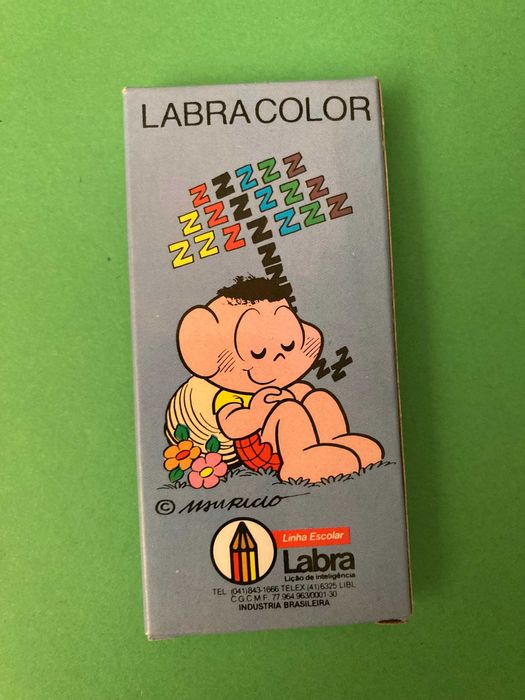 LABRACOLOR
Z Z Z Z Z
Z Z Z Z Z Z
Z Z Z Z Z Z Z
Z
Z
Z
Z
Z Z Z
© MAURICIO
Linha Escolar
Labra
Lição de inteligência
TEL (041)843-1666 TELEX (41)6325 LIBL
C.G.C.M.F. 77.964.963/0001-30
INDÚSTRIA BRASILEIRA